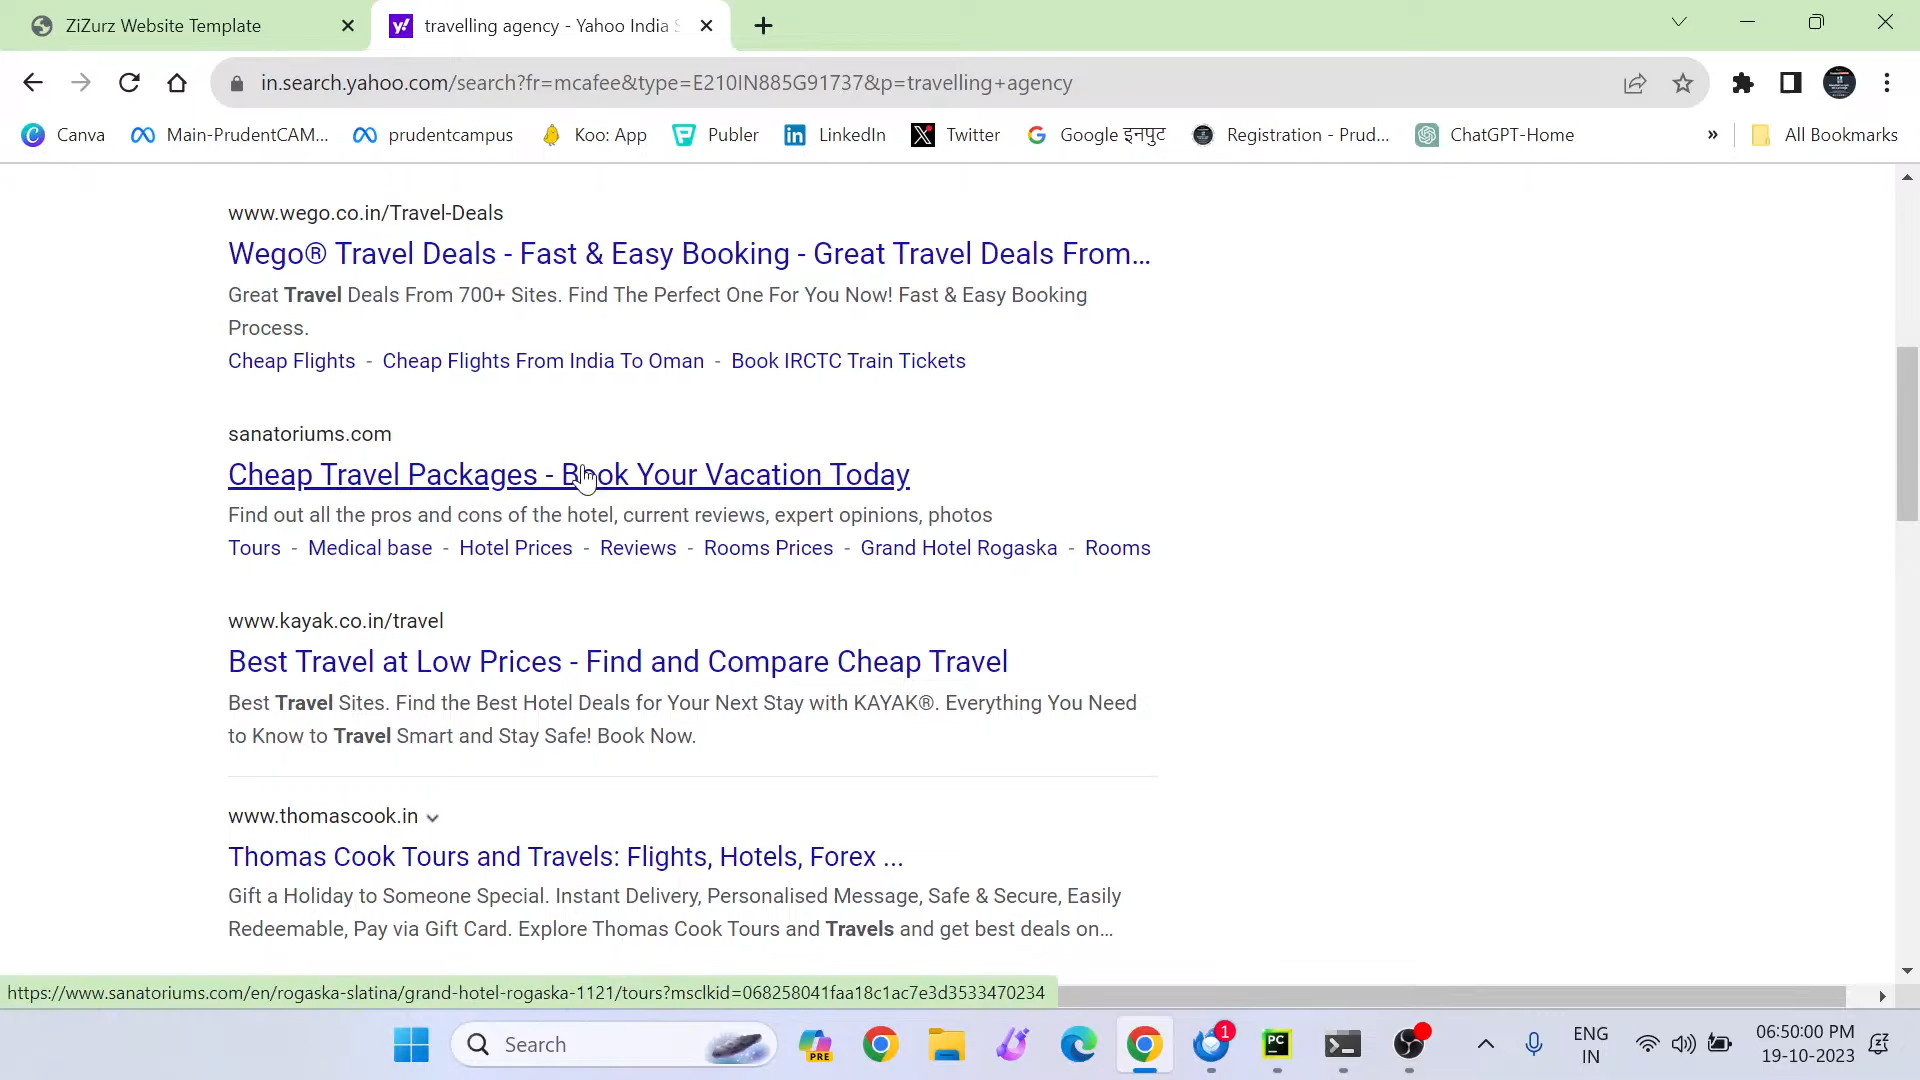 ZiZurz Website Template
travelling agency - Yahoo India S
in.search.yahoo.com/search?fr=mcafee&type=E210IN885G91737&p=travelling+agency
Canva
Main-PrudentCAM...
prudentcampus
Koo: App
Publer
LinkedIn
Twitter
Google इनपुट
Registration - Prud...
ChatGPT-Home
»
All Bookmarks
www.wego.co.in/Travel-Deals
Wego® Travel Deals - Fast & Easy Booking - Great Travel Deals From...
Great Travel Deals From 700+ Sites. Find The Perfect One For You Now! Fast & Easy Booking
Process.
Cheap Flights - Cheap Flights From India To Oman - Book IRCTC Train Tickets
sanatoriums.com
Cheap Travel Packages - Book Your Vacation Today
Find out all the pros and cons of the hotel, current reviews, expert opinions, photos
Tours - Medical base - Hotel Prices - Reviews - Rooms Prices - Grand Hotel Rogaska - Rooms
www.kayak.co.in/travel
Best Travel at Low Prices - Find and Compare Cheap Travel
Best Travel Sites. Find the Best Hotel Deals for Your Next Stay with KAYAK®. Everything You Need
to Know to Travel Smart and Stay Safe! Book Now.
www.thomascook.in
Thomas Cook Tours and Travels: Flights, Hotels, Forex ...
Gift a Holiday to Someone Special. Instant Delivery, Personalised Message, Safe & Secure, Easily
Redeemable, Pay via Gift Card. Explore Thomas Cook Tours and Travels and get best deals on...
https://www.sanatoriums.com/en/rogaska-slatina/grand-hotel-rogaska-1121/tours?msclkid=068258041faa18c1ac7e3d3533470234
Search
PRE
1
PC
ENG
IN
06:50:00 PM
19-10-2023